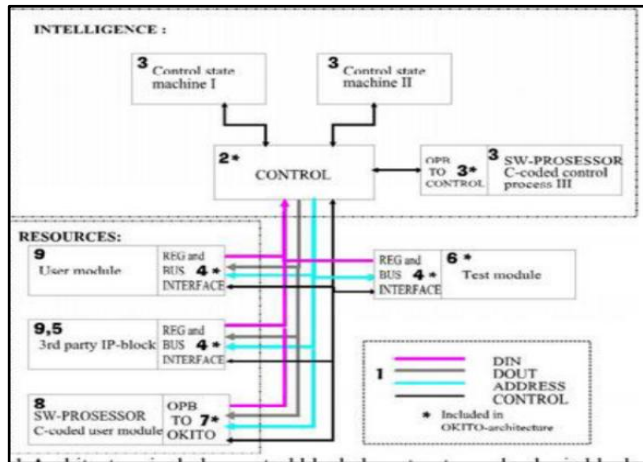 INTELLIGENCE :
3 Control state
machine I
3 Control state
machine II
2*
CONTROL
OPB
TO 3*
CONTROL
3 SW-PROSESSOR
C-coded control
process III
RESOURCES:
9
User module
REG and
BUS 4*
INTERFACE
REG and
BUS 4*
INTERFACE
6 *
Test module
9,5
3rd party IP-block
REG and
BUS 4*
INTERFACE
8
SW-PROSESSOR
C-coded user module
OPB
TO 7*
OKITO
1
DIN
DOUT
ADDRESS
CONTROL
* Included in
OKITO-architecture